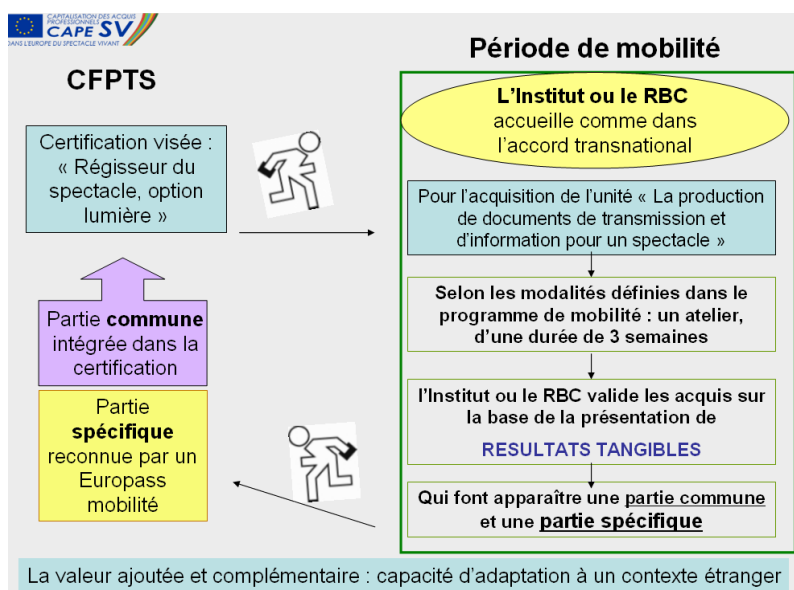 CAPITALISATION DES ACQUIS
PROFESSIONNELS
CAPE SV
DANS L'EUROPE DU SPECTACLE VIVANT
Période de mobilité
CFPTS
Certification visée :
« Régisseur du
spectacle, option
lumière »
Partie commune
intégrée dans la
certification
Partie
spécifique
reconnue par un
Europass
mobilité
L'Institut ou le RBC
accueille comme dans
l'accord transnational
Pour l'acquisition de l'unité « La production
de documents de transmission et
d'information pour un spectacle »
Selon les modalités définies dans le
programme de mobilité : un atelier,
d'une durée de 3 semaines
l'Institut ou le RBC valide les acquis sur
la base de la présentation de
RESULTATS TANGIBLES
Qui font apparaître une partie commune
et une partie spécifique
La valeur ajoutée et complémentaire : capacité d'adaptation à un contexte étranger